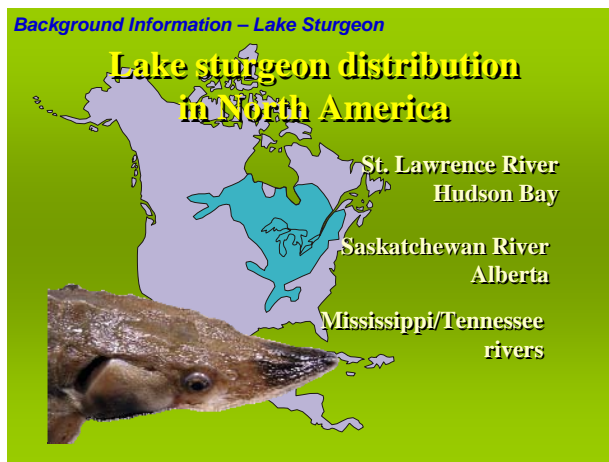 Background Information – Lake Sturgeon
Lake sturgeon distribution
in North America
St. Lawrence River
Hudson Bay
Saskatchewan River
Alberta
Mississippi/Tennessee
rivers